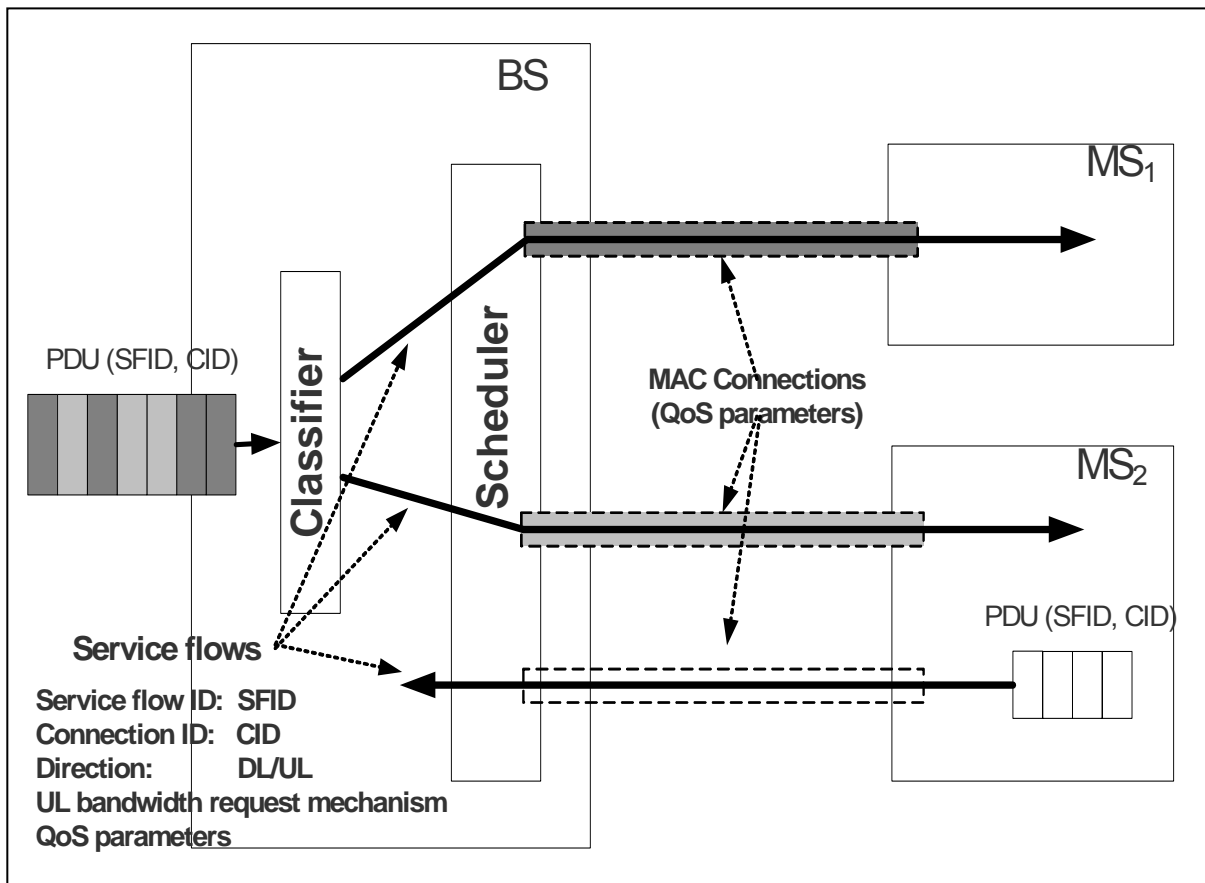 BS
MS₁
PDU (SFID, CID)
Classifier
Scheduler
MAC Connections
(QoS parameters)
MS₂
PDU (SFID, CID)
Service flows
Service flow ID: SFID
Connection ID: CID
Direction: DL/UL
UL bandwidth request mechanism
QoS parameters